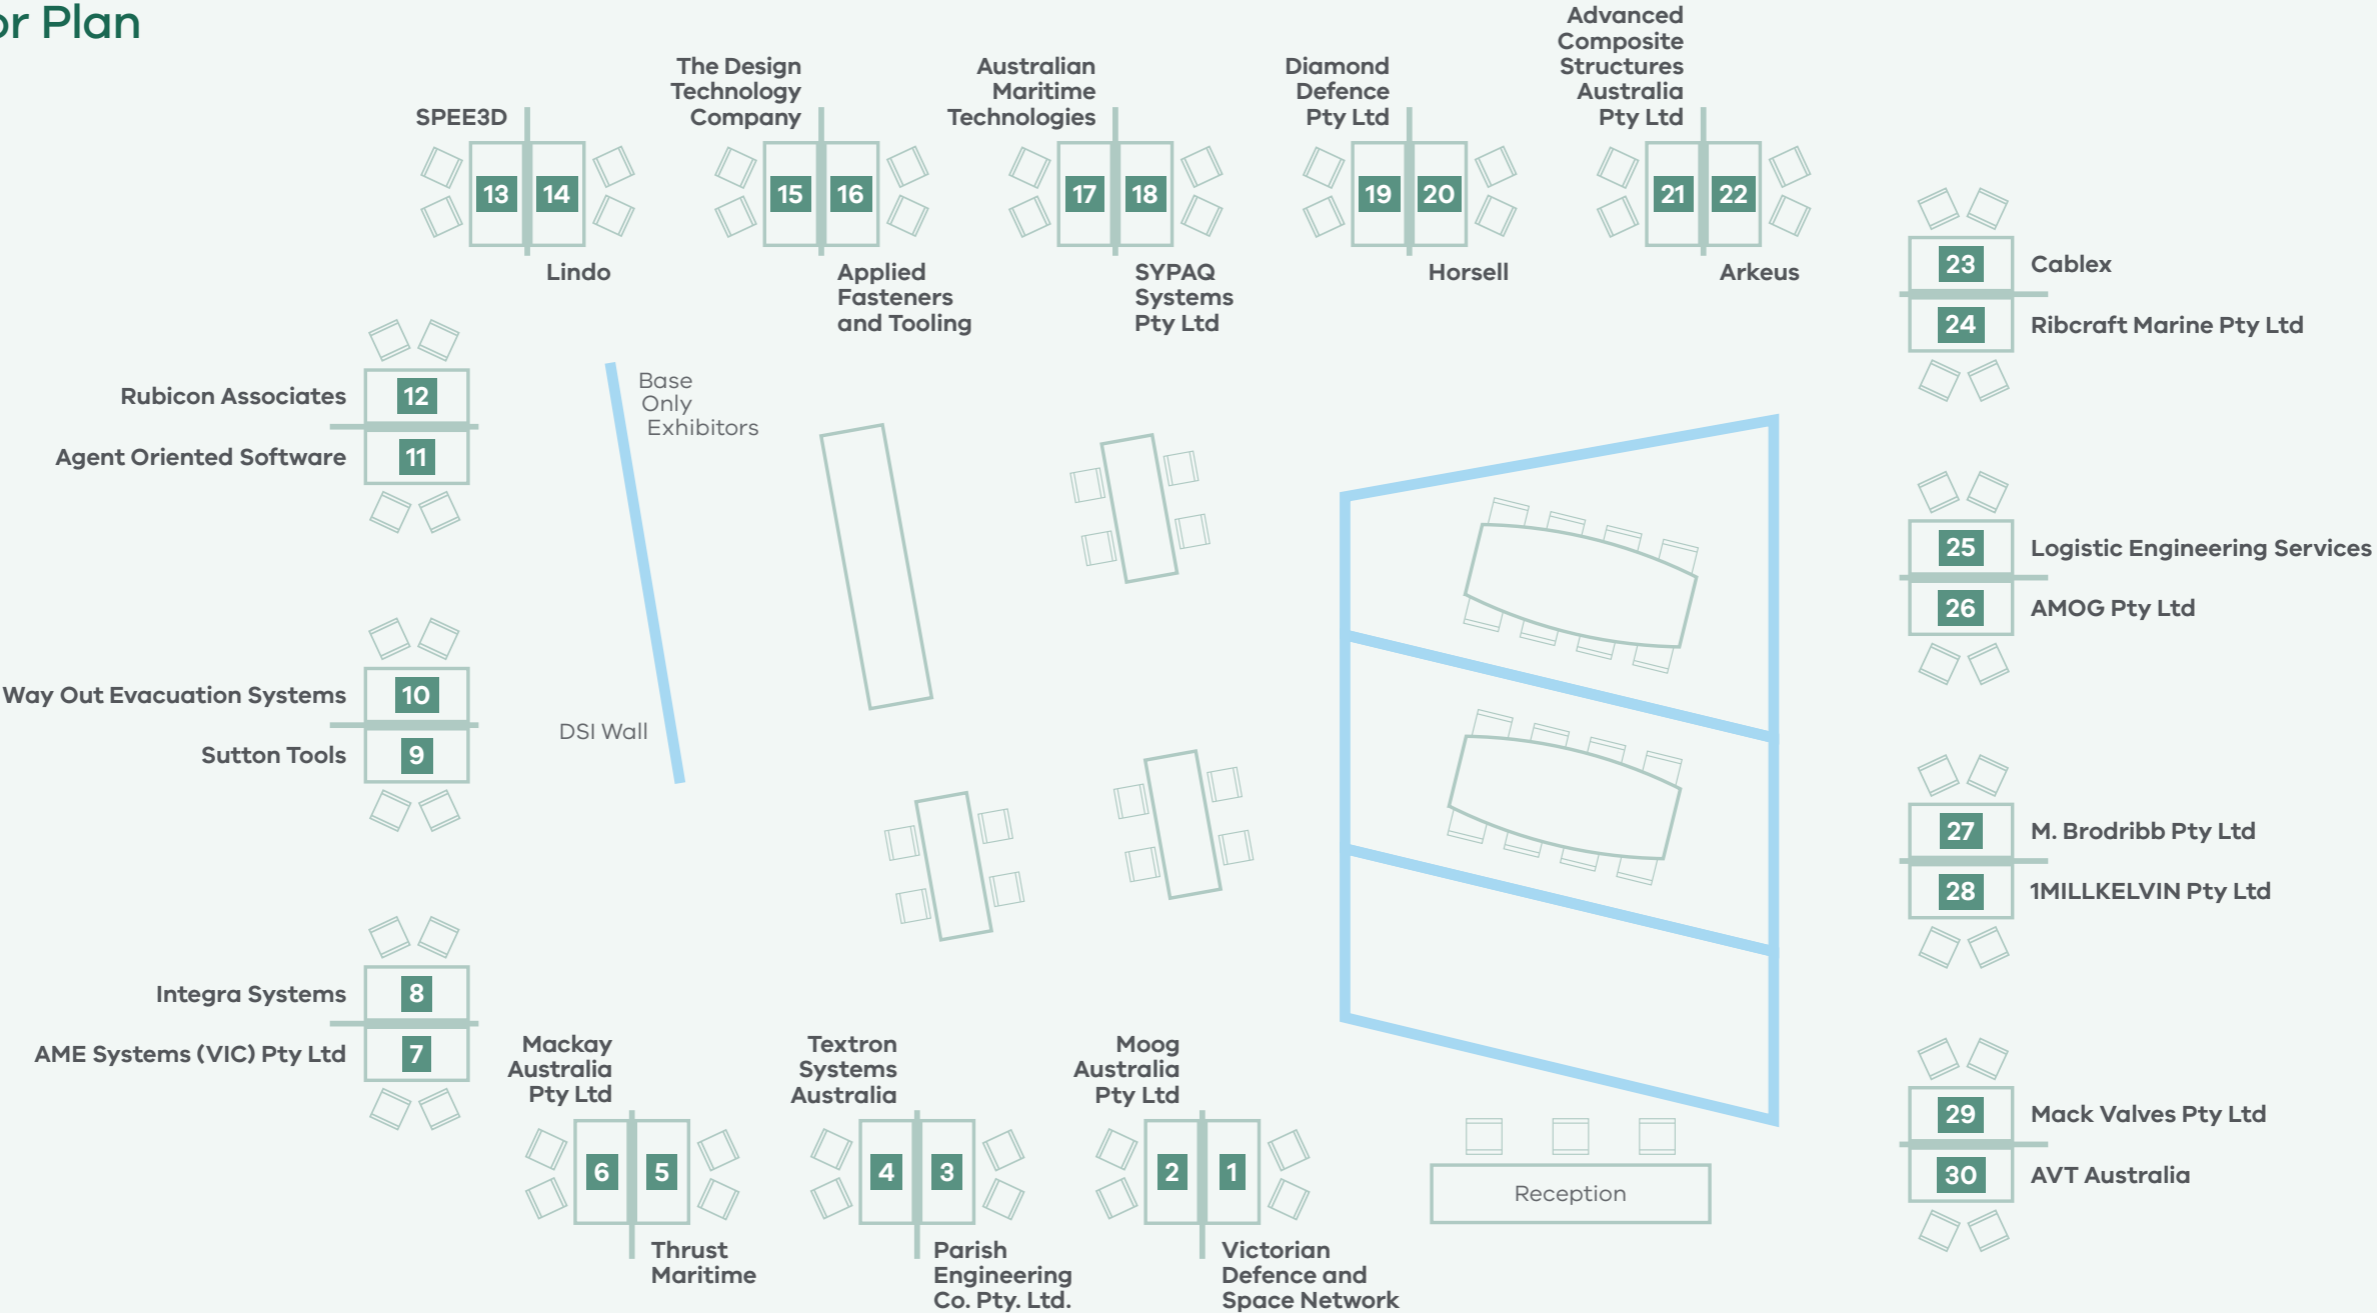 or Plan
SPEE3D
13
14
Lindo
The Design
Technology
Company
15
16
Applied
Fasteners
and Tooling
Australian
Maritime
Technologies
17
18
SYPAQ
Systems
Pty Ltd
Diamond
Defence
Pty Ltd
19
20
Horsell
Advanced
Composite
Structures
Australia
Pty Ltd
21
22
Arkeus
23
Cablex
24
Ribcraft Marine Pty Ltd
Rubicon Associates
12
Agent Oriented Software
11
Base
Only
Exhibitors
25
Logistic Engineering Services
26
AMOG Pty Ltd
Way Out Evacuation Systems
10
Sutton Tools
9
DSI Wall
27
M. Brodribb Pty Ltd
28
1MILLKELVIN Pty Ltd
Integra Systems
8
AME Systems (VIC) Pty Ltd
7
Mackay
Australia
Pty Ltd
6
5
Thrust
Maritime
Textron
Systems
Australia
4
3
Parish
Engineering
Co. Pty. Ltd.
Moog
Australia
Pty Ltd
2
1
Victorian
Defence and
Space Network
Reception
29
Mack Valves Pty Ltd
30
AVT Australia